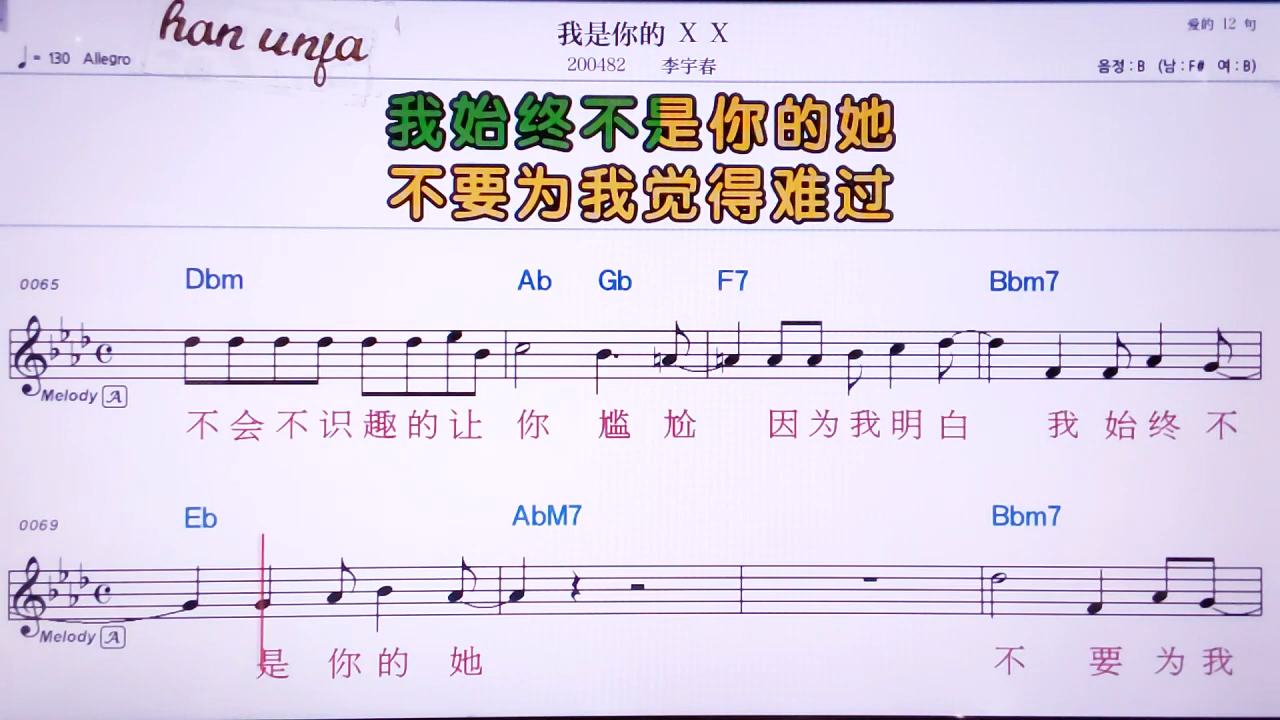 han unfa
我是你的 X X
爱的 12 句
♩= 130 Allegro
200482 李宇春
음정 : B (남 : F# 여 : B)
我始终不是你的她
不要为我觉得难过
0065 Dbm Ab Gb F7 Bbm7
Melody A
不会不识趣的让你尴尬 因为我明白 我始终不
0069 Eb AbM7 Bbm7
Melody A
是你的她 不要为我